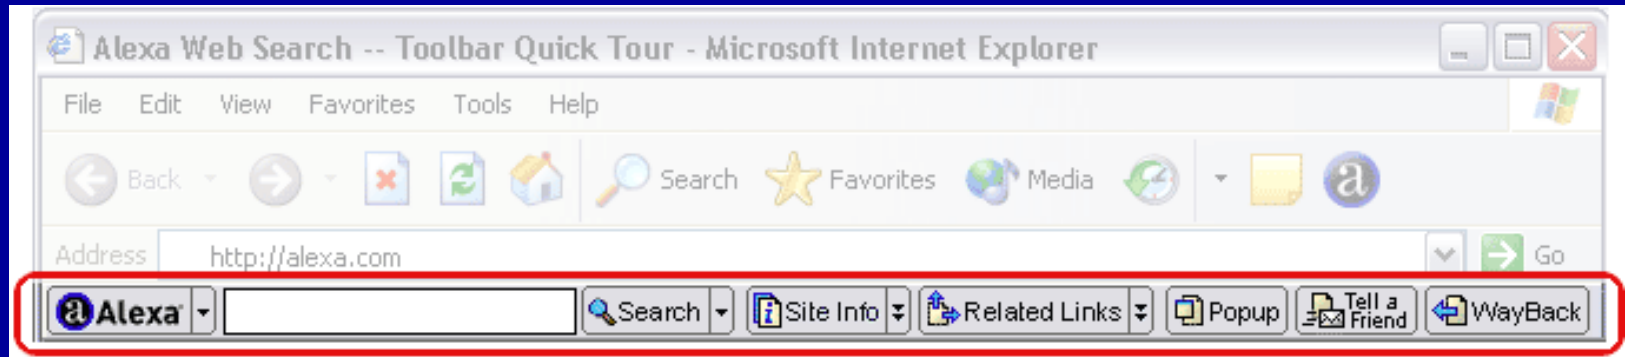 Alexa Web Search -- Toolbar Quick Tour - Microsoft Internet Explorer
File Edit View Favorites Tools Help
Back Search Favorites Media a
Address http://alexa.com Go
a Alexa Search Site Info Related Links Popup Tell a Friend WayBack